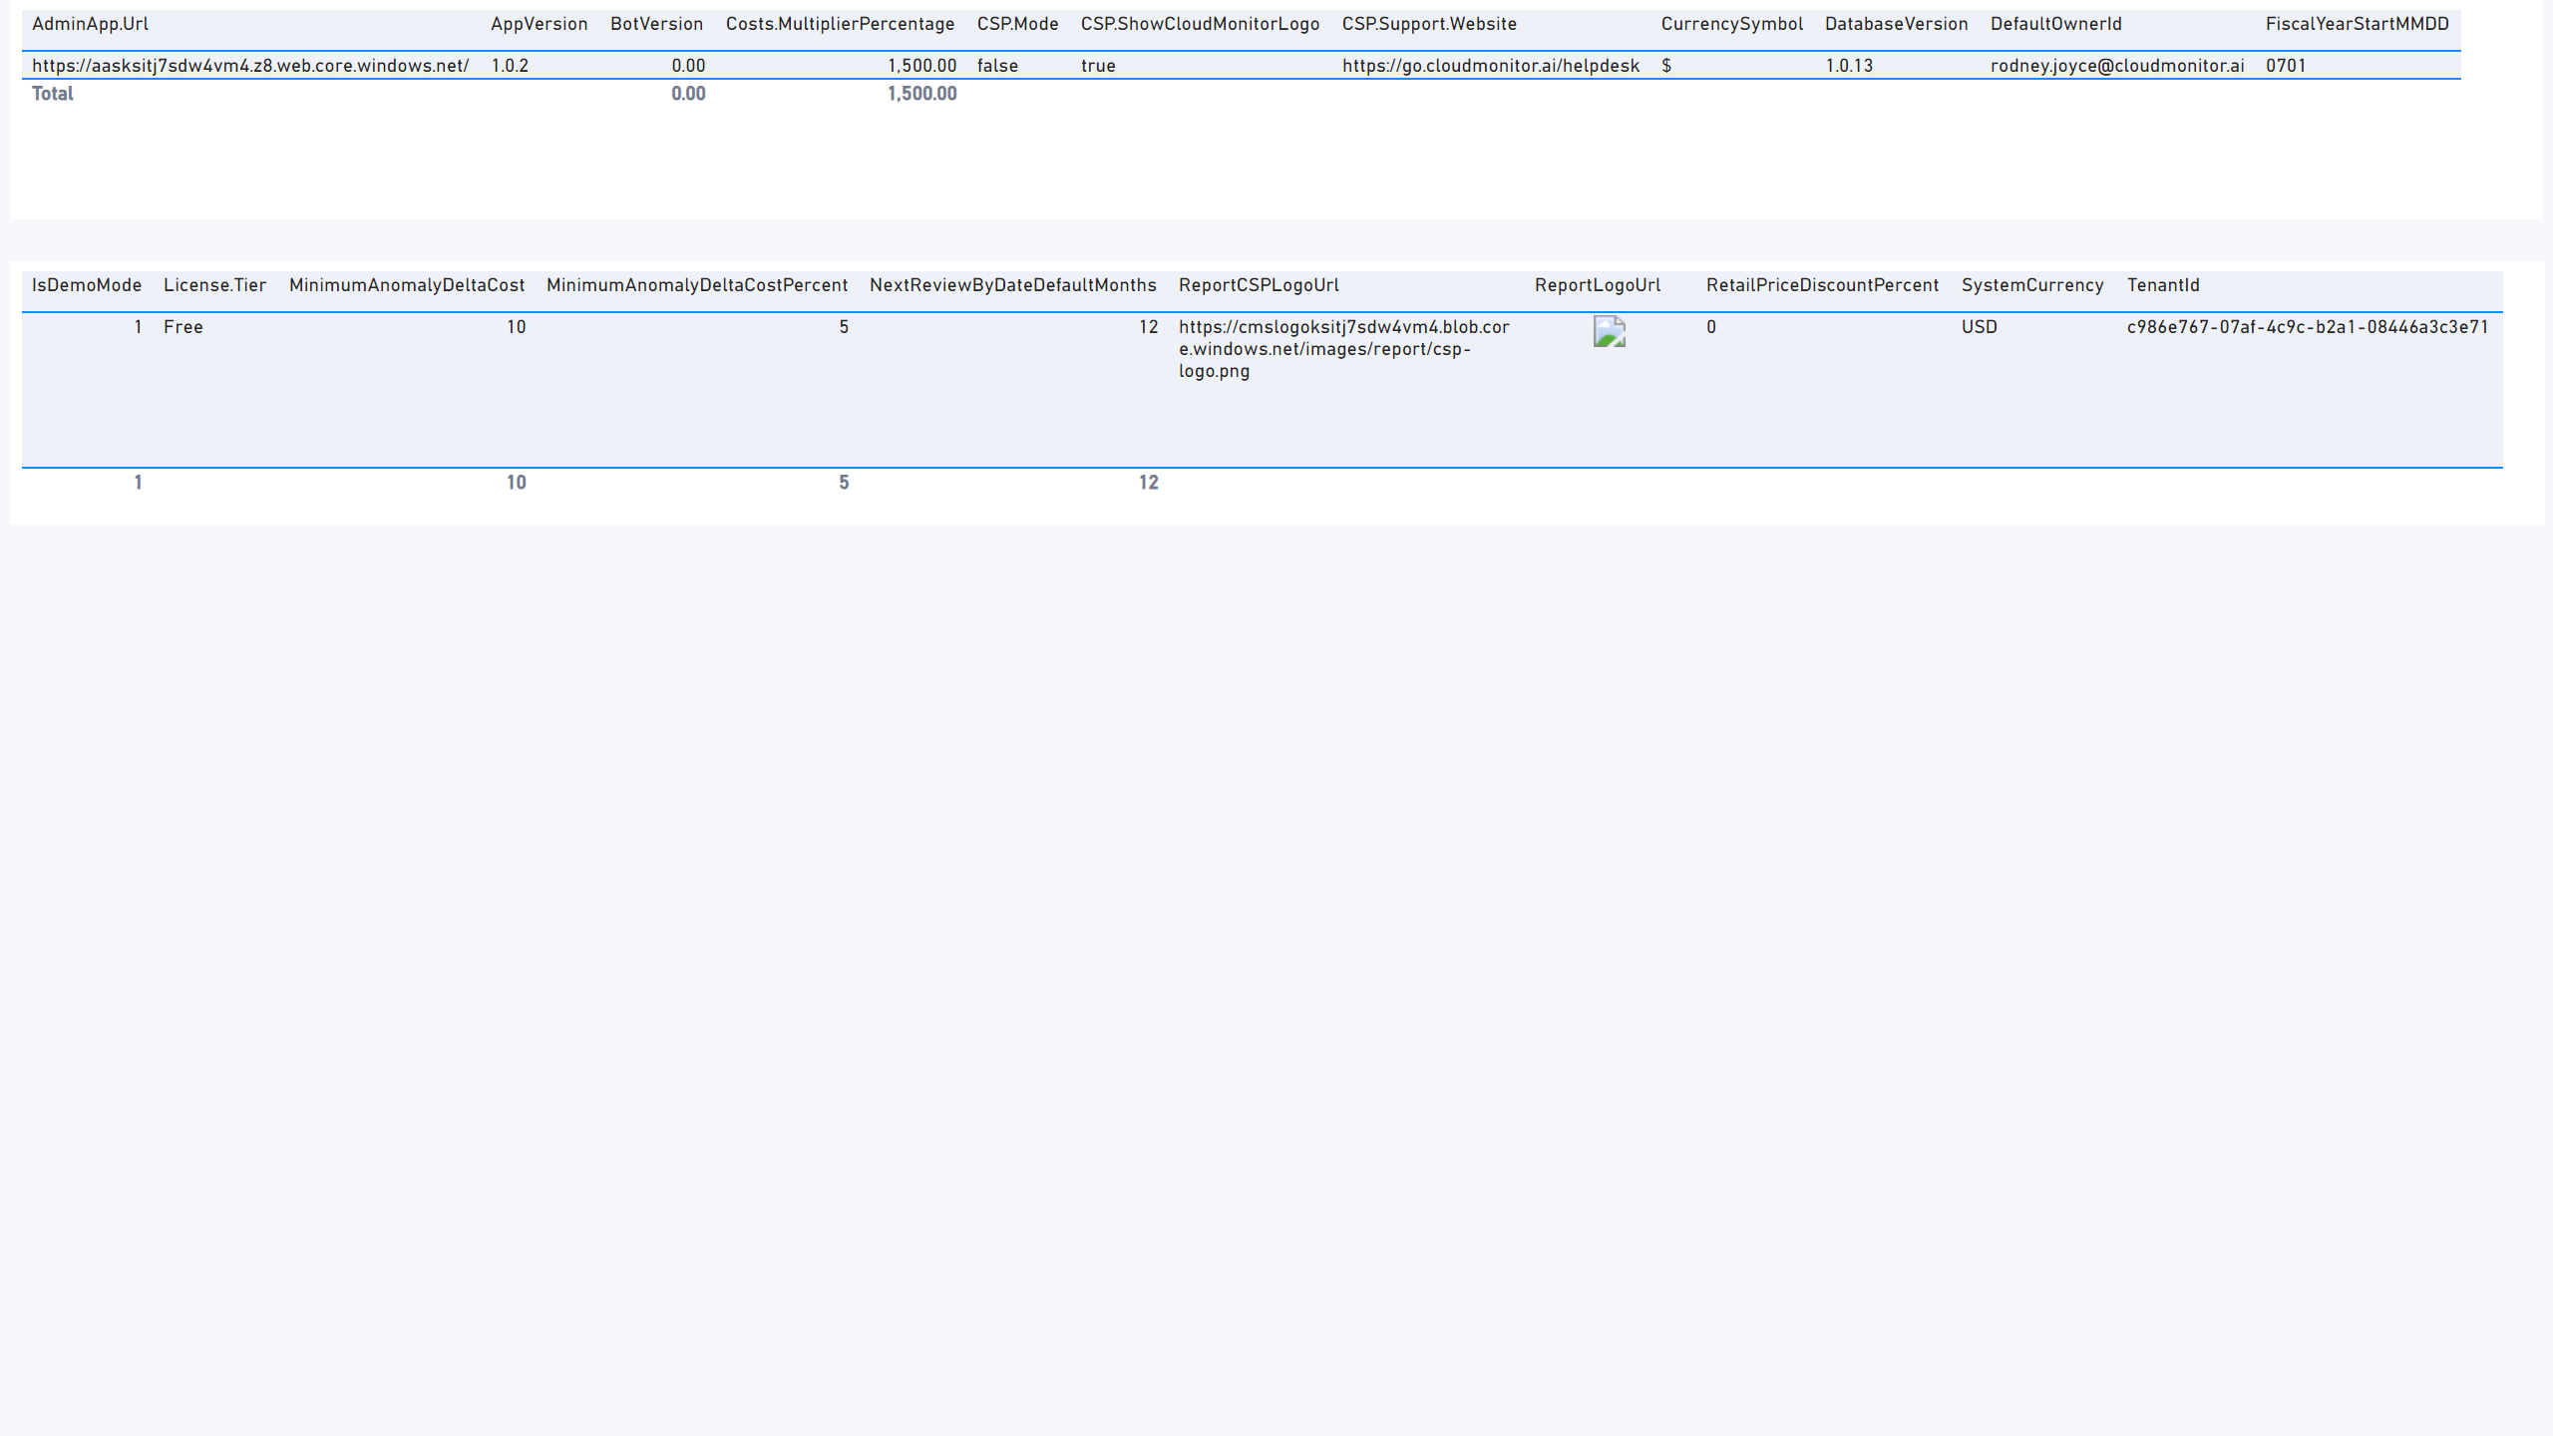 AdminApp.Url AppVersion BotVersion Costs.MultiplierPercentage CSP.Mode CSP.ShowCloudMonitorLogo CSP.Support.Website CurrencySymbol DatabaseVersion DefaultOwnerId FiscalYearStartMMDD
https://aasksitj7sdw4vm4.z8.web.core.windows.net/ 1.0.2 0.00 1,500.00 false true https://go.cloudmonitor.ai/helpdesk $ 1.0.13 rodney.joyce@cloudmonitor.ai 0701
Total 0.00 1,500.00
IsDemoMode License.Tier MinimumAnomalyDeltaCost MinimumAnomalyDeltaCostPercent NextReviewByDateDefaultMonths ReportCSPLogoUrl ReportLogoUrl RetailPriceDiscountPercent SystemCurrency TenantId
1 Free 10 5 12 https://cmslogoksitj7sdw4vm4.blob.cor 0 USD c986e767-07af-4c9c-b2a1-08446a3c3e71
e.windows.net/images/report/csp-
logo.png
1 10 5 12